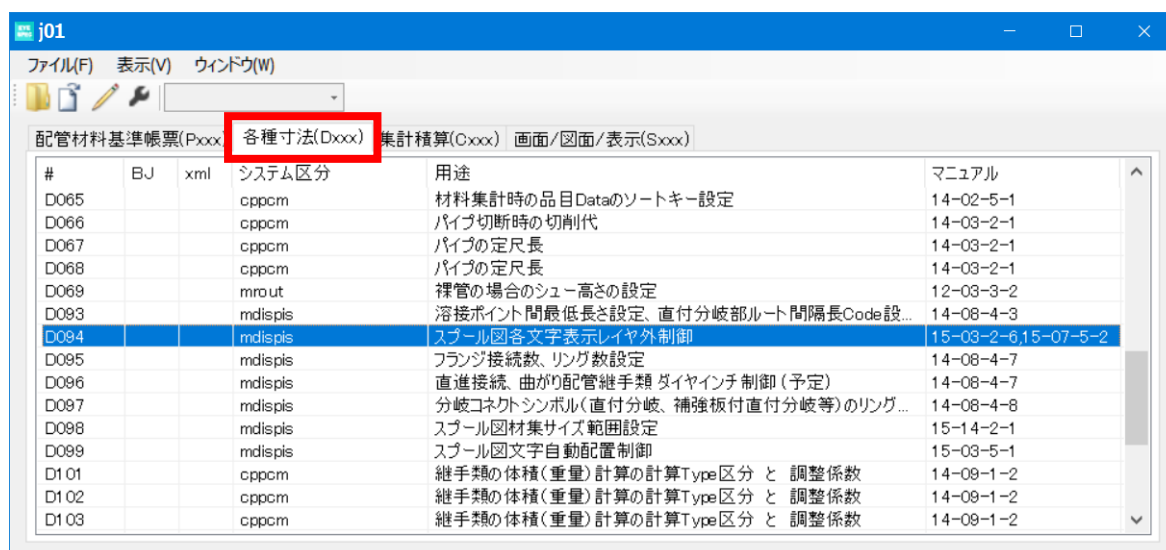 j01
ファイル(F) 表示(V) ウィンドウ(W)
配管材料基準帳票(Pxxx) 各種寸法(Dxxx) 集計積算(Cxxx) 画面/図面/表示(Sxxx)
# BJ xml システム区分 用途 マニュアル
D065 cppcm 材料集計時の品目Dataのソートキー設定 14-02-5-1
D066 cppcm パイプ切断時の切削代 14-03-2-1
D067 cppcm パイプの定尺長 14-03-2-1
D068 cppcm パイプの定尺長 14-03-2-1
D069 mrout 裸管の場合のシュー高さの設定 12-03-3-2
D093 mdispis 溶接ポイント間最低長さ設定、直付分岐部ルート間隔長Code設... 14-08-4-3
D094 mdispis スプール図各文字表示レイヤ外制御 15-03-2-6,15-07-5-2
D095 mdispis フランジ接続数、リング数設定 14-08-4-7
D096 mdispis 直進接続、曲がり配管継手類 ダイヤインチ制御 (予定) 14-08-4-7
D097 mdispis 分岐コネクトシンボル(直付分岐、補強板付直付分岐等)のリング... 14-08-4-8
D098 mdispis スプール図材集サイズ範囲設定 15-14-2-1
D099 mdispis スプール図文字自動配置制御 15-03-5-1
D101 cppcm 継手類の体積(重量)計算の計算Type区分 と 調整係数 14-09-1-2
D102 cppcm 継手類の体積(重量)計算の計算Type区分 と 調整係数 14-09-1-2
D103 cppcm 継手類の体積(重量)計算の計算Type区分 と 調整係数 14-09-1-2